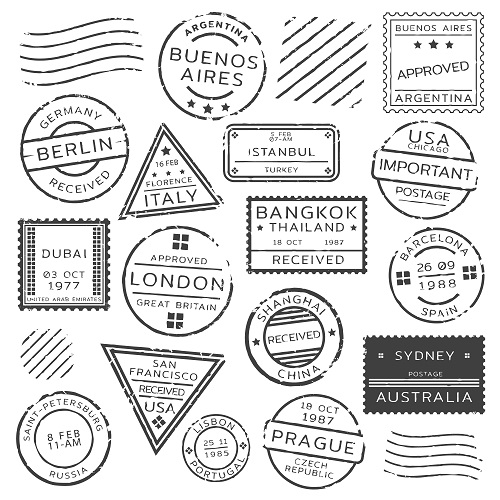 ARGENTINA
BUENOS
AIRES
BUENOS AIRES
APPROVED
ARGENTINA
GERMANY
BERLIN
RECEIVED
16 FEB
FLORENCE
ITALY
5 FEB
07-AM
ISTANBUL
TURKEY
USA
CHICAGO
IMPORTANT
POSTAGE
DUBAI
03 OCT
1977
UNITED ARAB EMIRATES
APPROVED
LONDON
GREAT BRITAIN
BANGKOK
THAILAND
18 OCT 1987
RECEIVED
BARCELONA
26 09
1988
SPAIN
SHANGHAI
RECEIVED
CHINA
SAN
FRANCISCO
RECEIVED
USA
SYDNEY
POSTAGE
AUSTRALIA
SAINT-PETERSBURG
8 FEB
11-AM
RUSSIA
LISBON
25 11
1985
PORTUGAL
18 OCT
1987
PRAGUE
CZECH
REPUBLIC